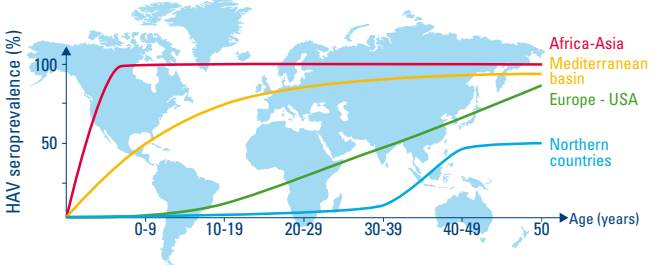 HAV seroprevalence (%)
100
50
Africa-Asia
Mediterranean
basin
Europe - USA
Northern
countries
0-9 10-19 20-29 30-39 40-49 50
Age (years)